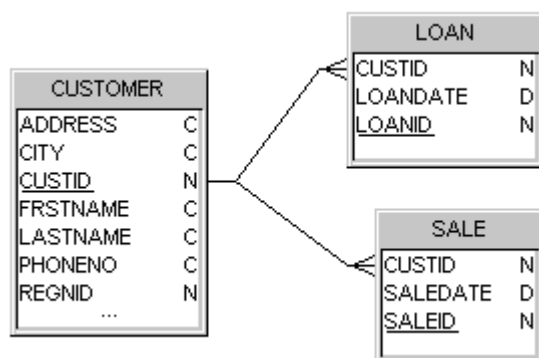 CUSTOMER
ADDRESS C
CITY C
CUSTID N
FRSTNAME C
LASTNAME C
PHONENO C
REGNID N
...
LOAN
CUSTID N
LOANDATE D
LOANID N
SALE
CUSTID N
SALEDATE D
SALEID N